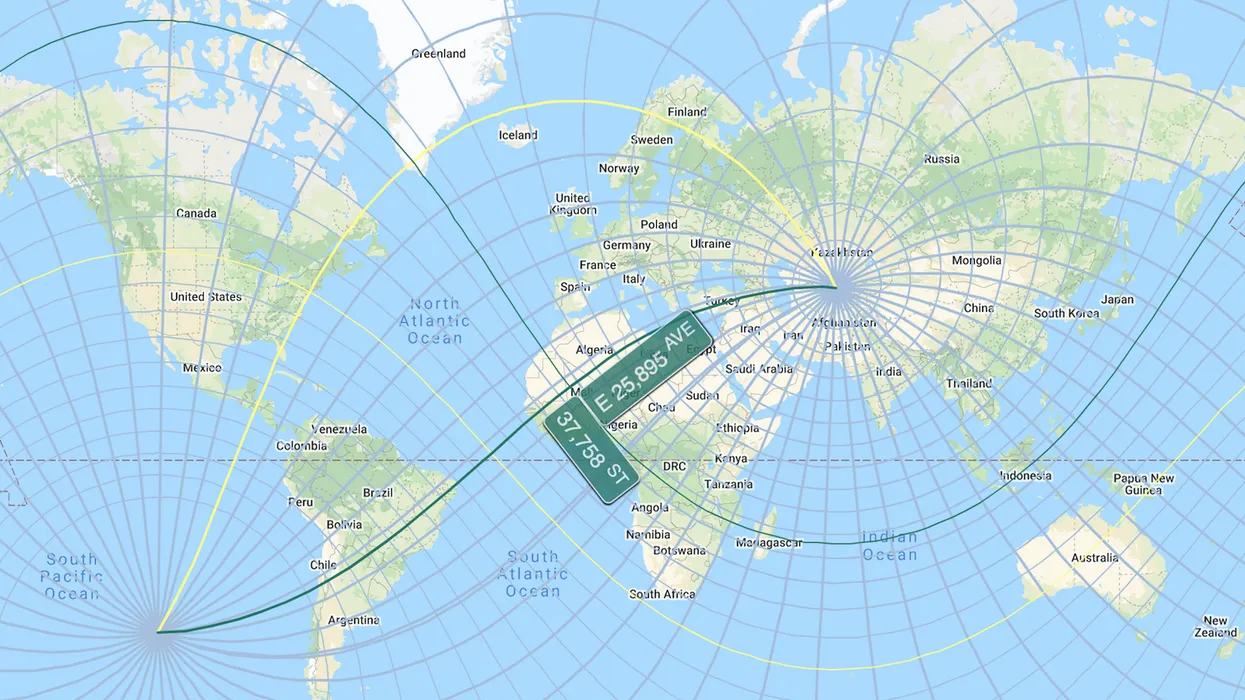 Greenland
Iceland
Finland
Sweden
Norway
Russia
United
Kingdom
Canada
Poland
Germany
Ukraine
France
Kazakhstan
Mongolia
Italy
Spain
United States
Turkey
Japan
North
Atlantic
Ocean
China
South Korea
Afghanistan
Iraq
Iran
Pakistan
Algeria
Egypt
E 25,895 AVE
Mexico
Saudi Arabia
India
Thailand
Sudan
Chad
37,758 ST
Venezuela
Colombia
Ethiopia
Kenya
DRC
Tanzania
Indonesia
Papua New
Guinea
Brazil
Peru
Angola
Bolivia
Namibia
Botswana
Madagascar
Indian
Ocean
Australia
South
Pacific
Ocean
Chile
South
Atlantic
Ocean
South Africa
Argentina
New
Zealand